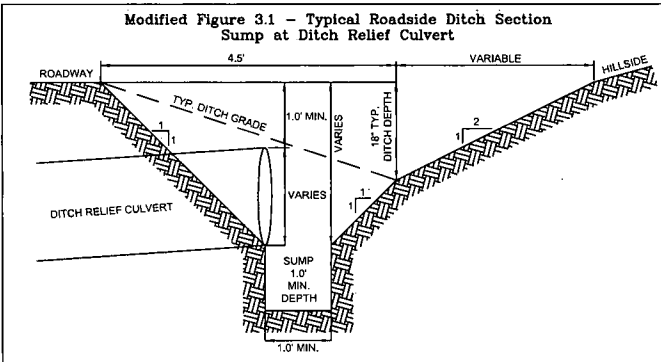 Modified Figure 3.1 – Typical Roadside Ditch Section
Sump at Ditch Relief Culvert
4.5'
VARIABLE
ROADWAY
HILLSIDE
TYP. DITCH GRADE
1.0' MIN.
VARIES
18" TYP.
DITCH DEPTH
1
1
2
1
VARIES
1
1
DITCH RELIEF CULVERT
SUMP
1.0'
MIN.
DEPTH
1.0' MIN.